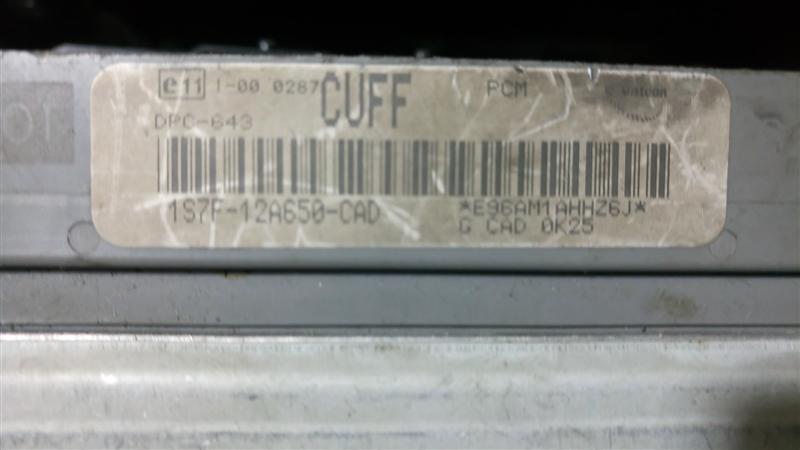 e11 1-00 0287 CUFF PCM
DPC-643
1S7F-12A650-CAD *E96AM1AHHZ6J*
G CAD 0K25